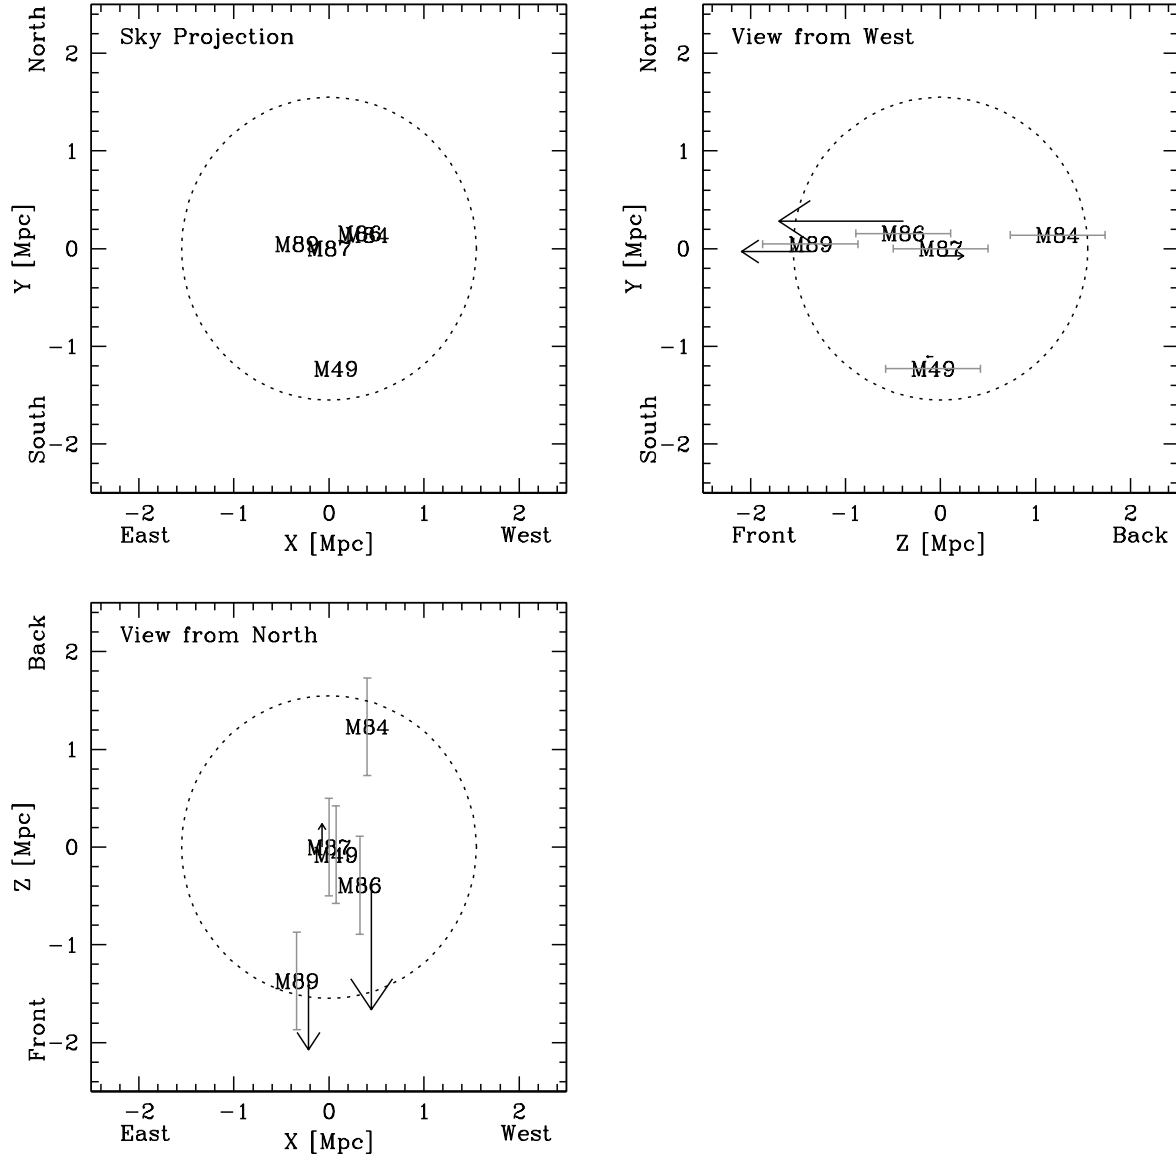 Sky Projection
North
2
1
0
−1
−2
Y [Mpc]
South
M86
M84
M89
M87
M49
−2 −1 0 1 2
East X [Mpc] West
View from West
North
2
1
0
−1
−2
Y [Mpc]
South
M86
M84
M89
M87
M49
−2 −1 0 1 2
Front Z [Mpc] Back
View from North
Back
2
1
0
−1
−2
Z [Mpc]
Front
M84
M87
M49
M86
M89
−2 −1 0 1 2
East X [Mpc] West